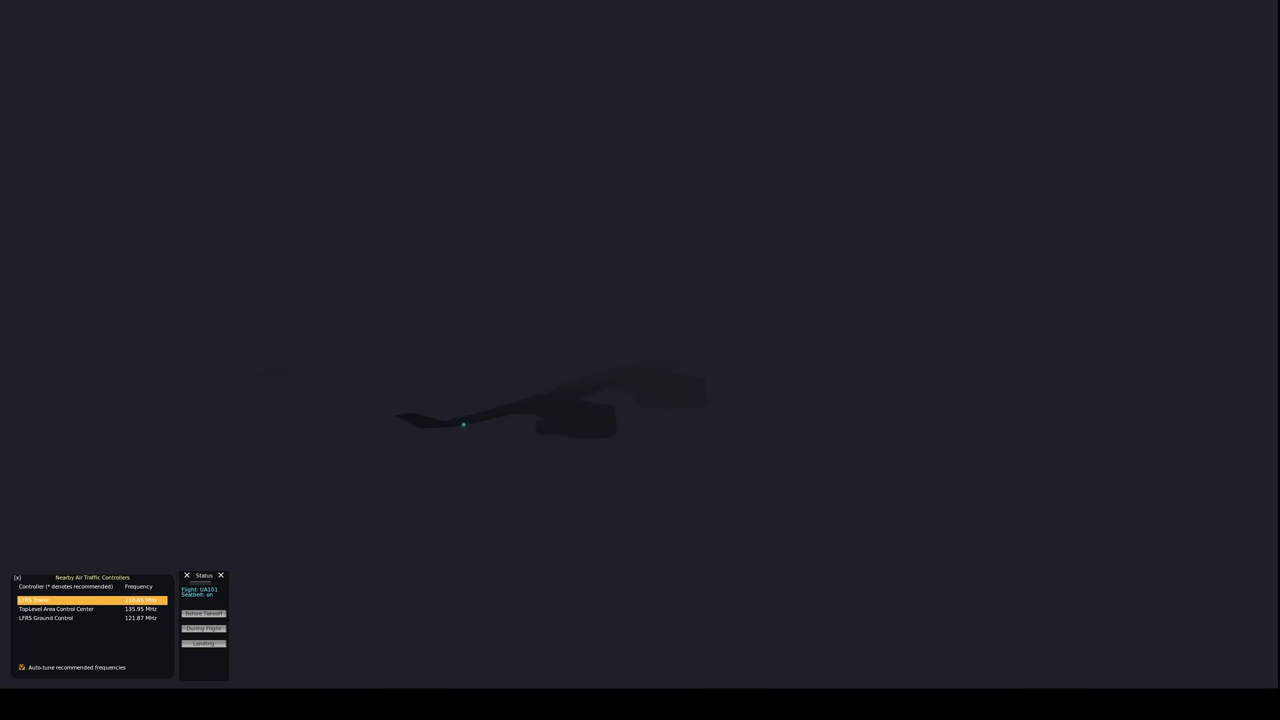 [x] Nearby Air Traffic Controllers
Controller (* denotes recommended) Frequency
LFRS Tower 118.65 MHz
TopLevel Area Control Center 135.95 MHz
LFRS Ground Control 121.87 MHz
Auto-tune recommended frequencies
Status
Flight: UA101
Seatbelt: on
Before Takeoff
During Flight
Landing